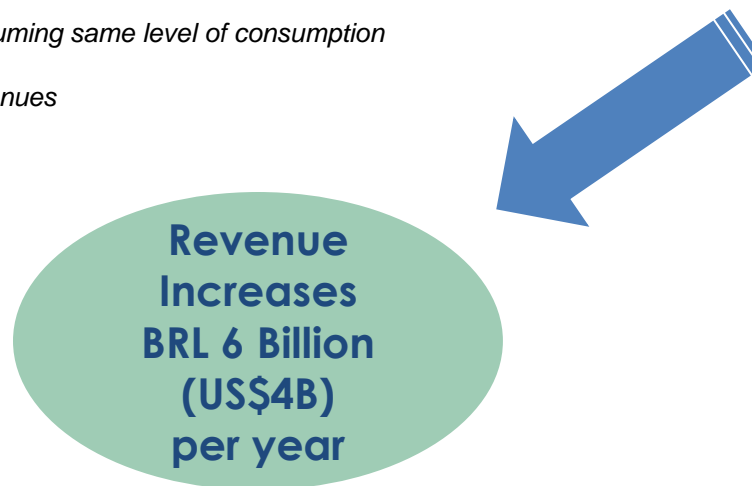 uming same level of consumption
nues
Revenue
Increases
BRL 6 Billion
(US$4B)
per year